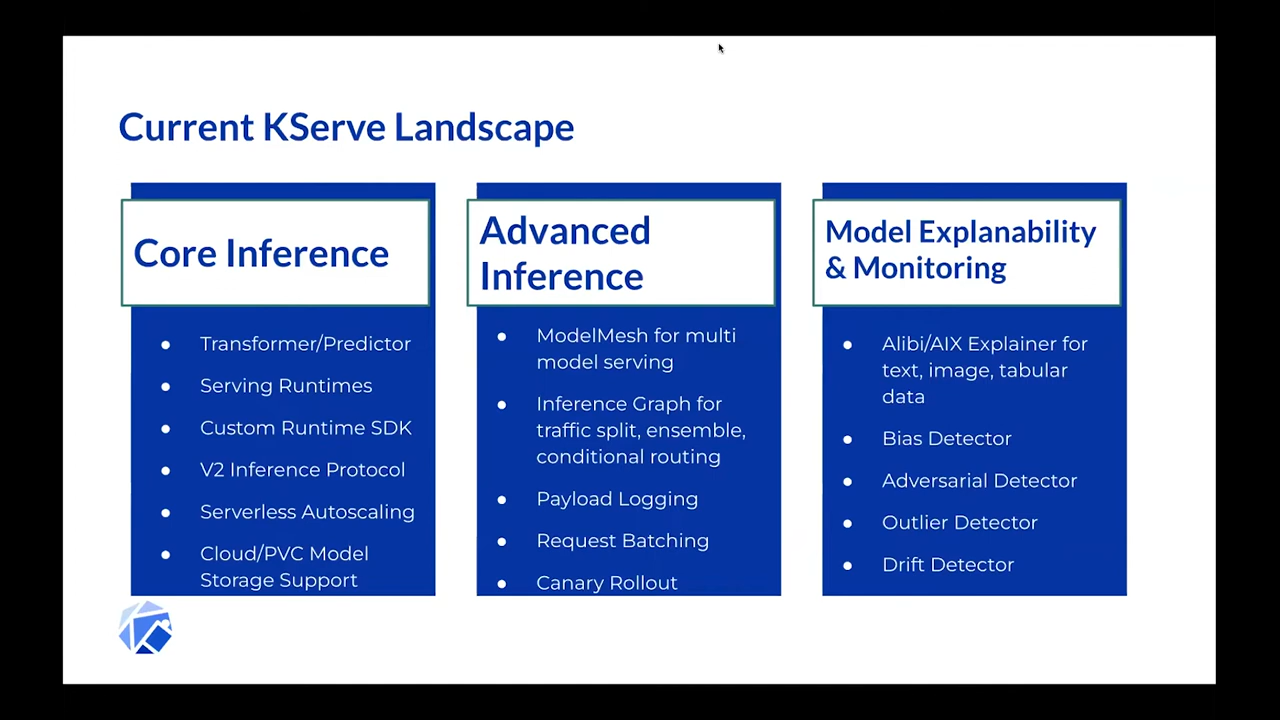 Current KServe Landscape
Core Inference
● Transformer/Predictor
● Serving Runtimes
● Custom Runtime SDK
● V2 Inference Protocol
● Serverless Autoscaling
● Cloud/PVC Model
Storage Support
Advanced
Inference
● ModelMesh for multi
model serving
● Inference Graph for
traffic split, ensemble,
conditional routing
● Payload Logging
● Request Batching
● Canary Rollout
Model Explanability
& Monitoring
● Alibi/AIX Explainer for
text, image, tabular
data
● Bias Detector
● Adversarial Detector
● Outlier Detector
● Drift Detector